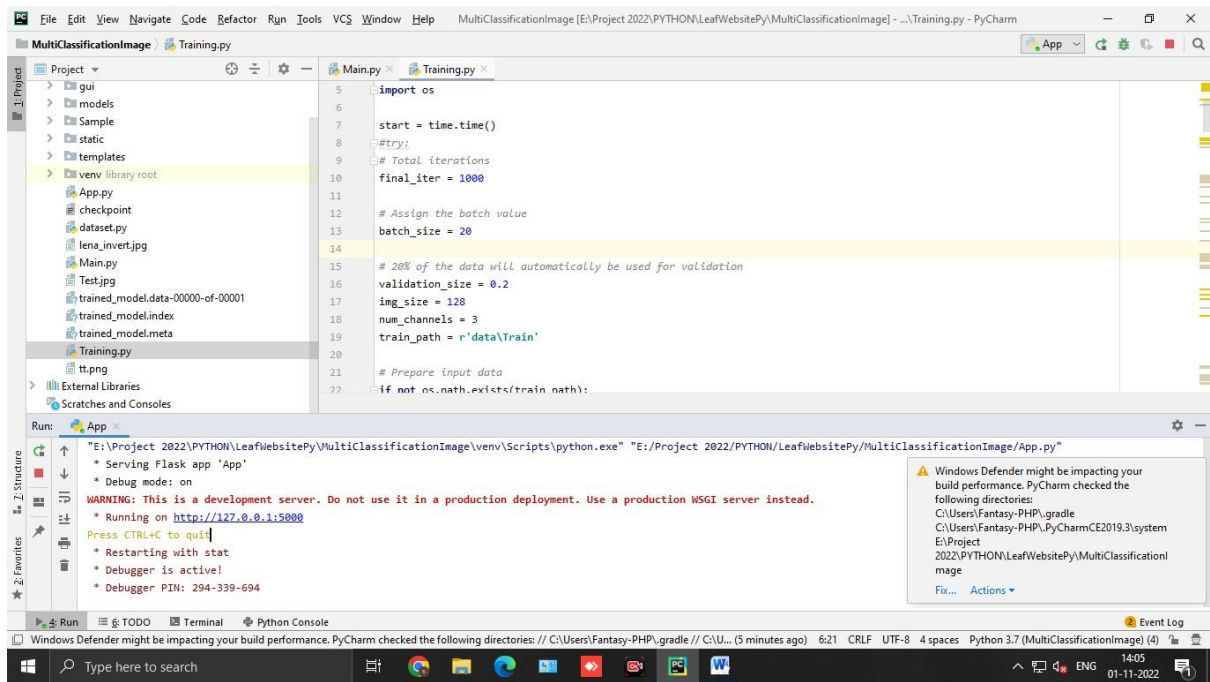 File Edit View Navigate Code Refactor Run Tools VCS Window Help MultiClassificationImage [E:\Project 2022\PYTHON\LeafWebsitePy\MultiClassificationImage] - ...\Training.py - PyCharm
MultiClassificationImage Training.py App
1: Project
Project
gui
models
Sample
static
templates
venv library root
App.py
checkpoint
dataset.py
lena_invert.jpg
Main.py
Test.jpg
trained_model.data-00000-of-00001
trained_model.index
trained_model.meta
Training.py
tt.png
External Libraries
Scratches and Consoles
Main.py Training.py
5 import os
6
7 start = time.time()
8 #try:
9 # Total iterations
10 final_iter = 1000
11
12 # Assign the batch value
13 batch_size = 20
14
15 # 20% of the data will automatically be used for validation
16 validation_size = 0.2
17 img_size = 128
18 num_channels = 3
19 train_path = r'data\Train'
20
21 # Prepare input data
22 if not os.path.exists(train_path):
Run: App
Z: Structure
2: Favorites
"E:\Project 2022\PYTHON\LeafWebsitePy\MultiClassificationImage\venv\Scripts\python.exe" "E:/Project 2022/PYTHON/LeafWebsitePy/MultiClassificationImage/App.py"
* Serving Flask app 'App'
* Debug mode: on
WARNING: This is a development server. Do not use it in a production deployment. Use a production WSGI server instead.
* Running on http://127.0.0.1:5000
Press CTRL+C to quit
* Restarting with stat
* Debugger is active!
* Debugger PIN: 294-339-694
Windows Defender might be impacting your
build performance. PyCharm checked the
following directories:
C:\Users\Fantasy-PHP\.gradle
C:\Users\Fantasy-PHP\.PyCharmCE2019.3\system
E:\Project
2022\PYTHON\LeafWebsitePy\MultiClassificationI
mage
Fix... Actions
4: Run 6: TODO Terminal Python Console 2 Event Log
Windows Defender might be impacting your build performance. PyCharm checked the following directories: // C:\Users\Fantasy-PHP\.gradle // C:\U... (5 minutes ago) 6:21 CRLF UTF-8 4 spaces Python 3.7 (MultiClassificationImage) (4)
Type here to search ENG 14:05
01-11-2022